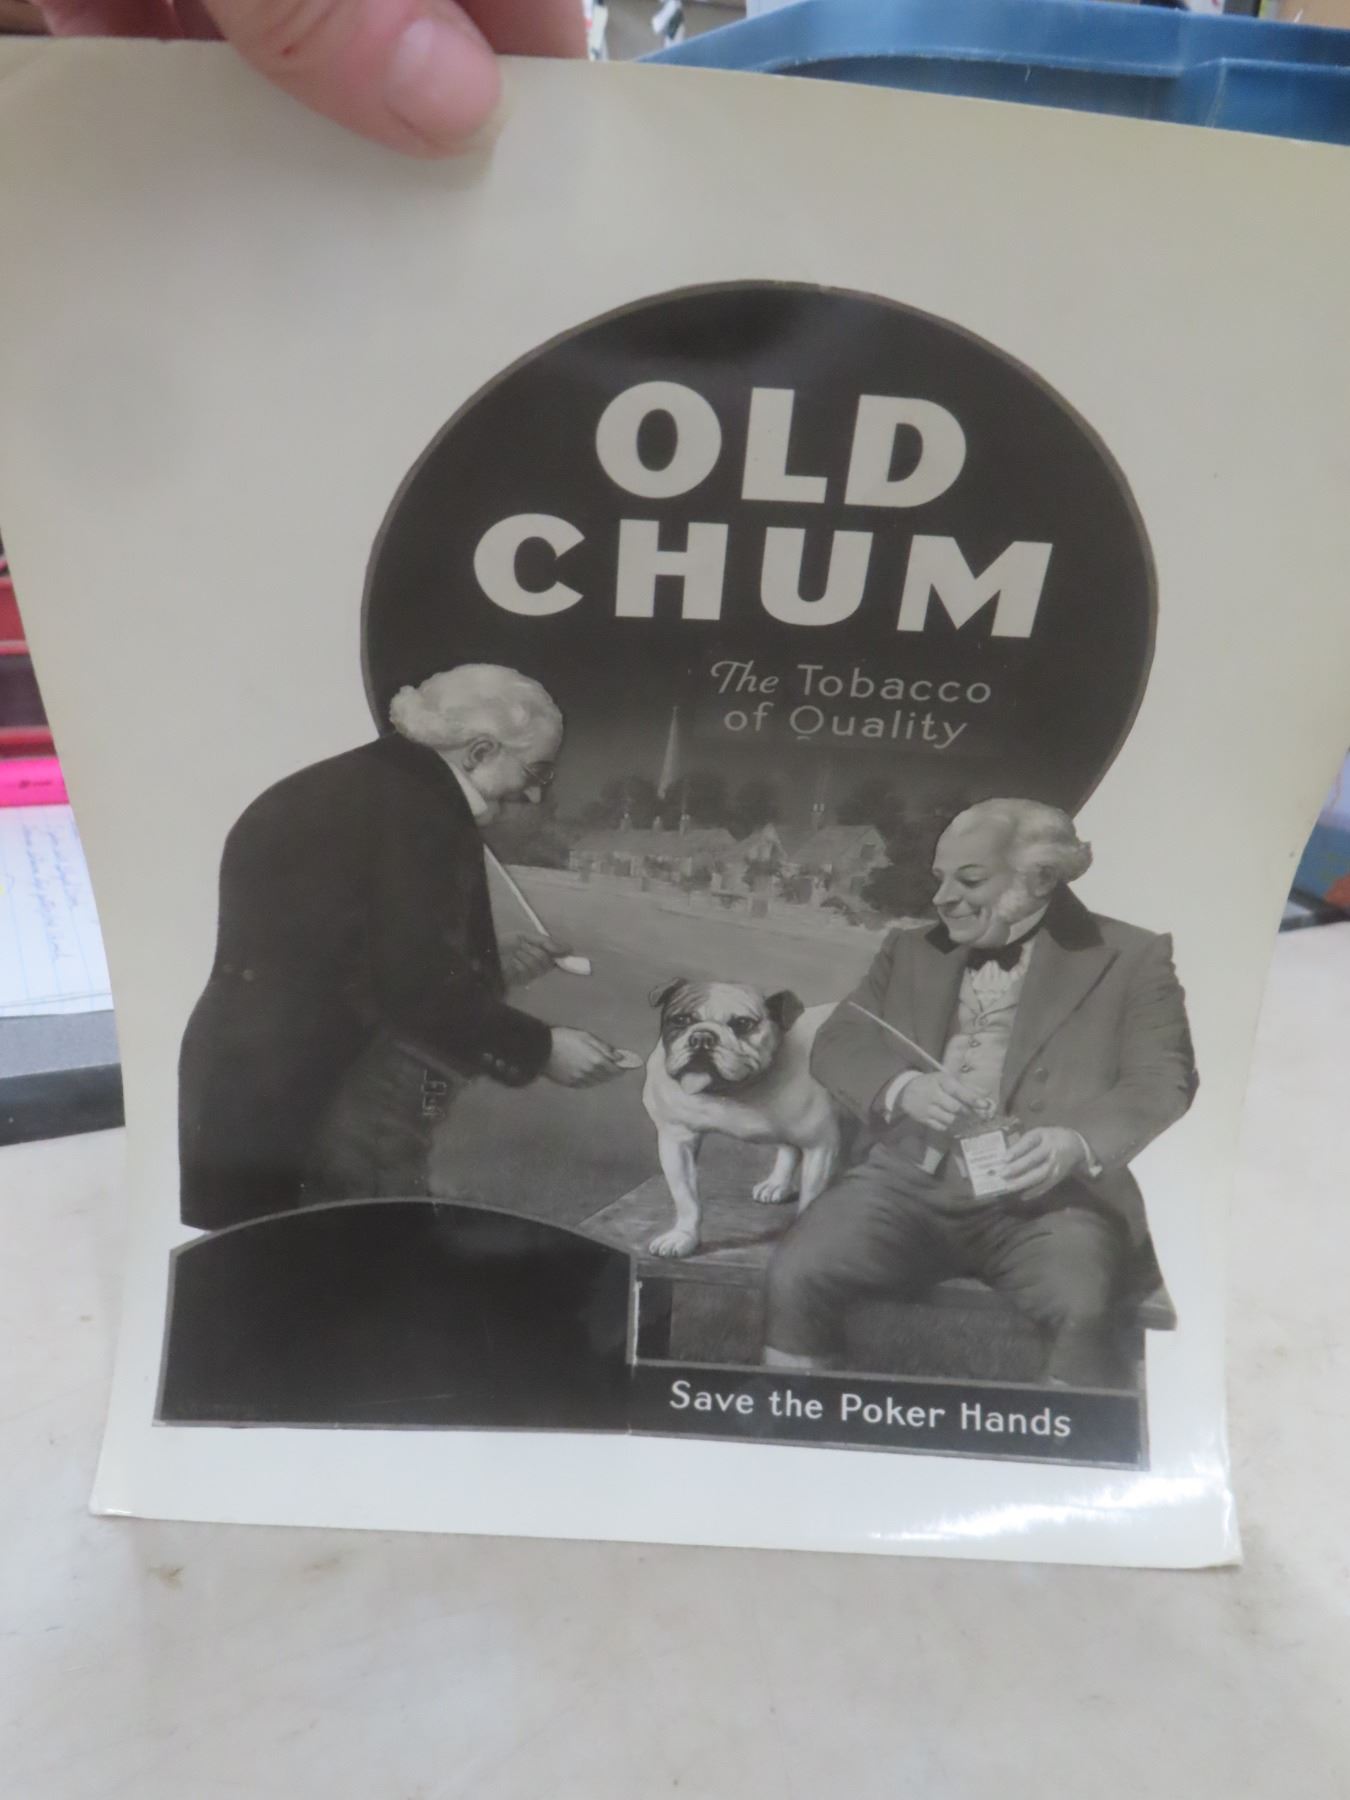 OLD
CHUM
The Tobacco
of Quality
Save the Poker Hands